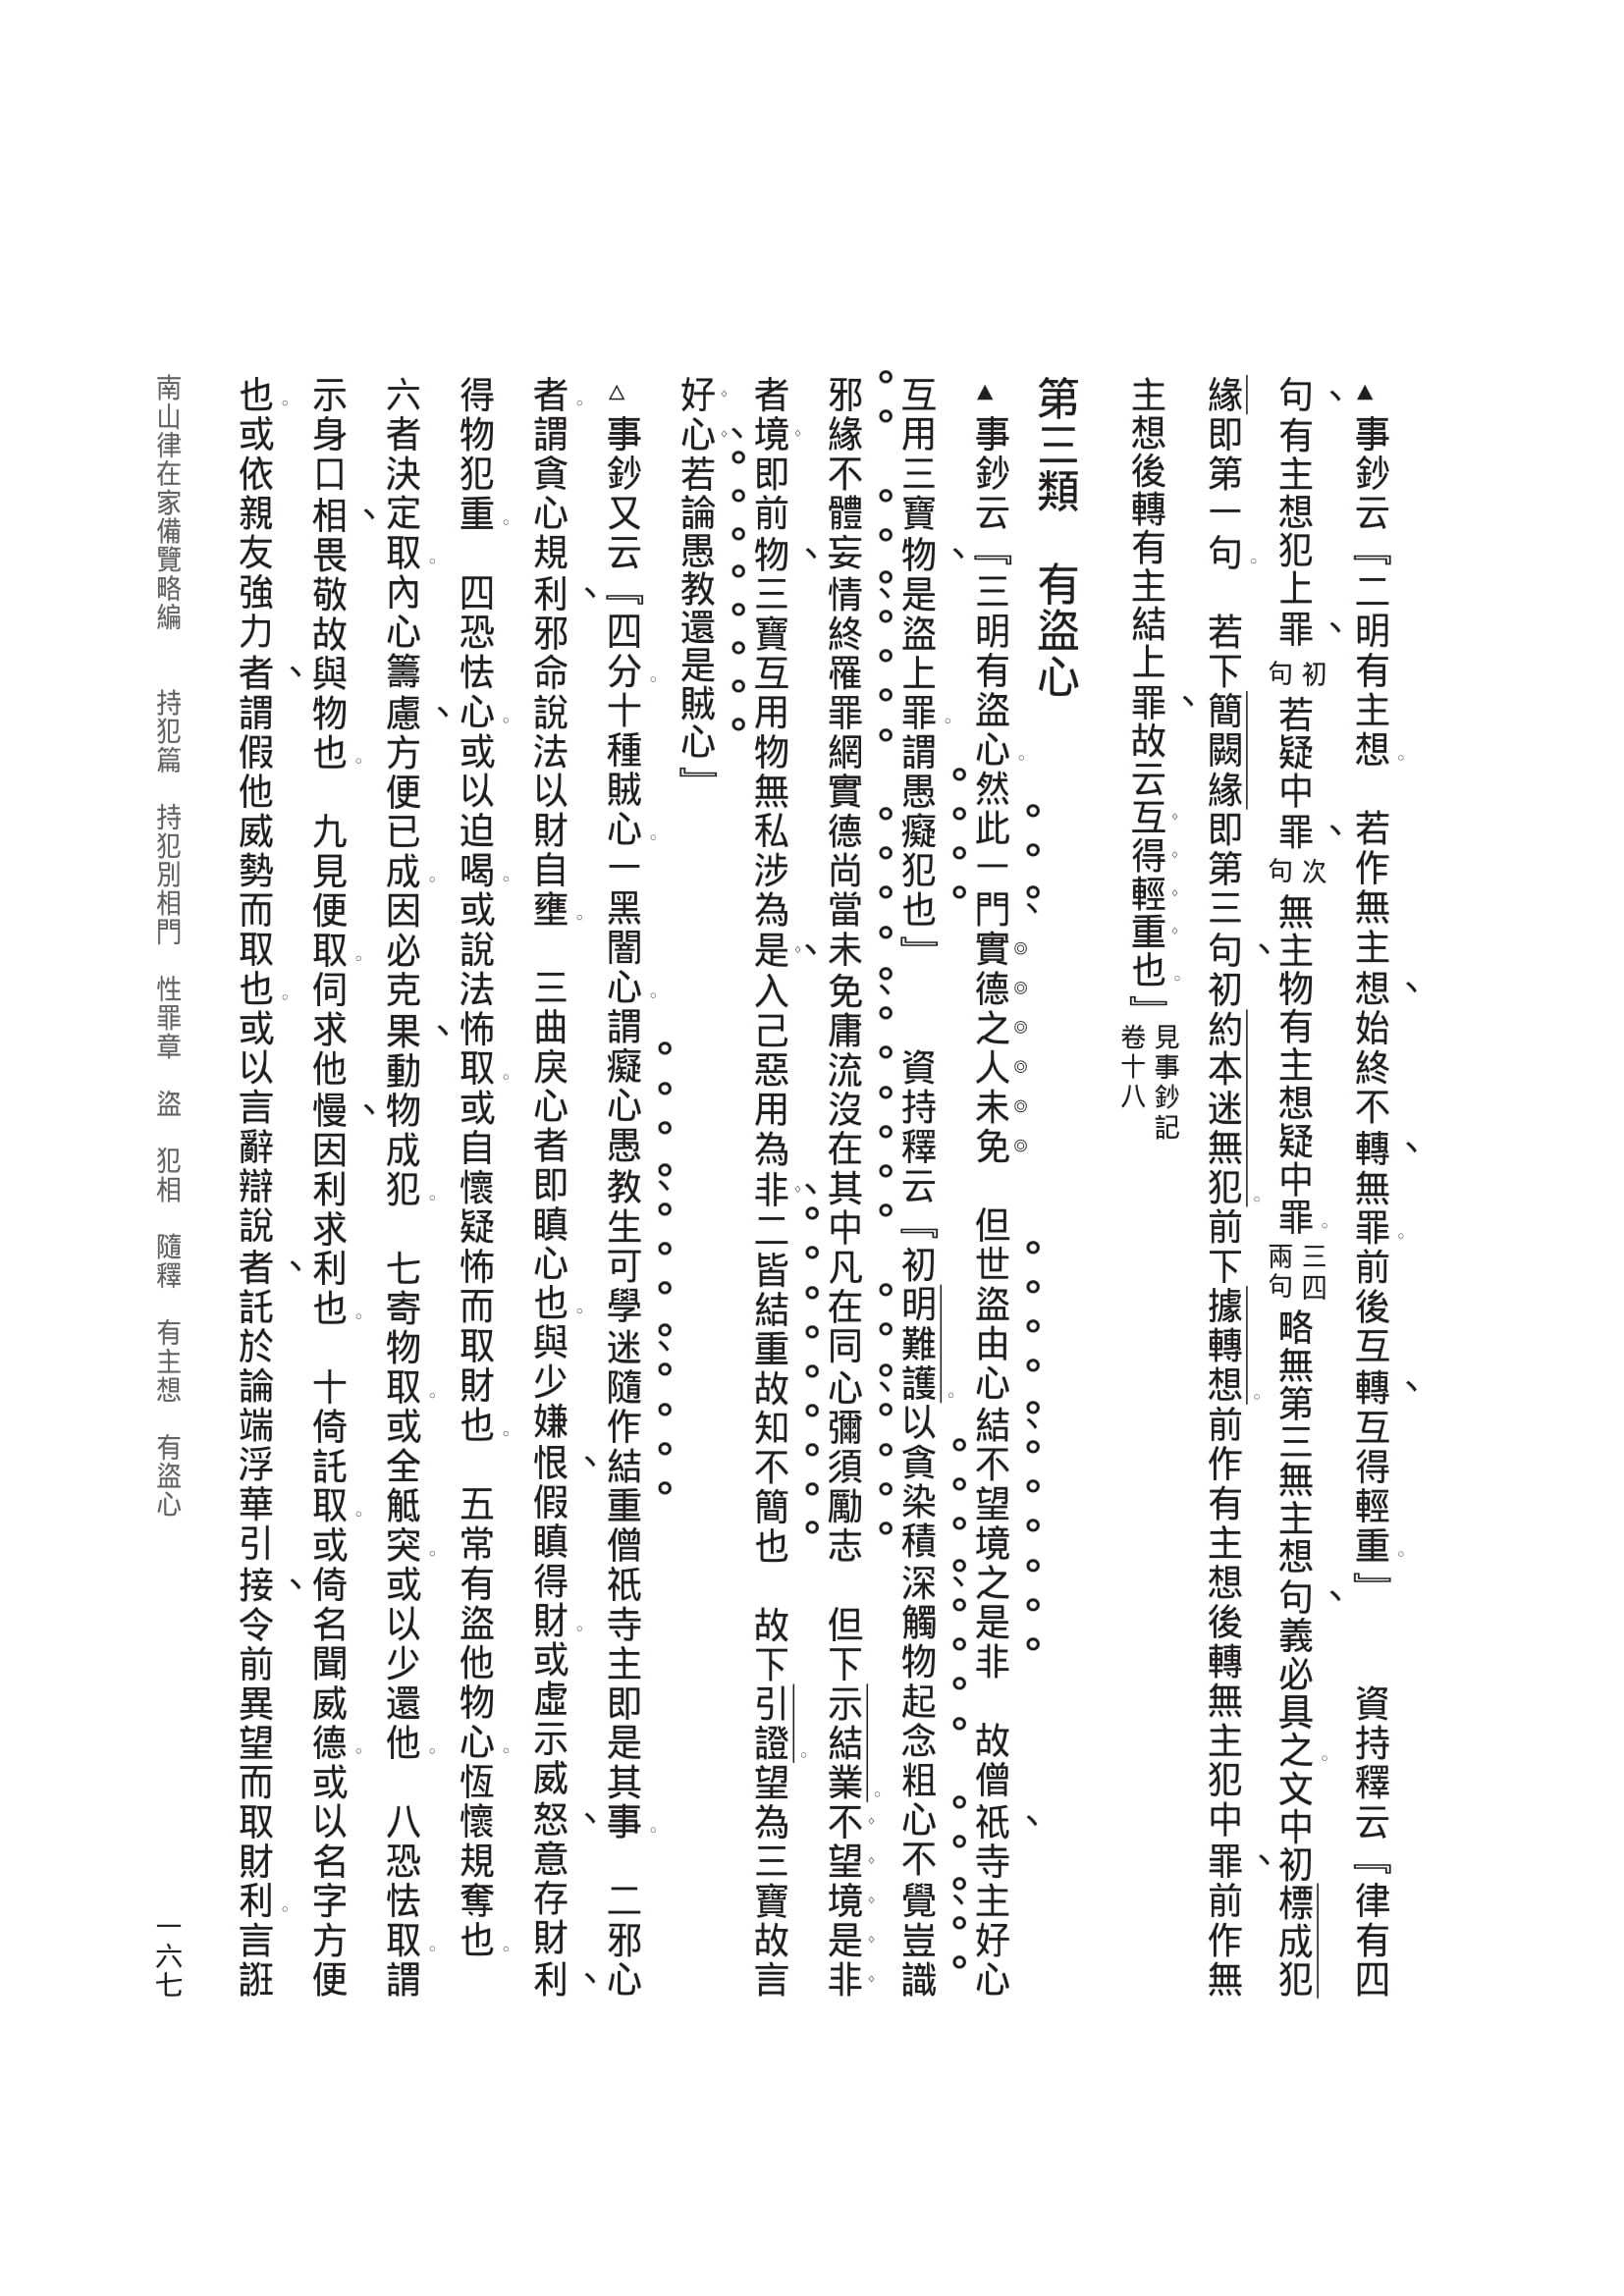 ▲事鈔云『二明有主想。　若作無主想、始終不轉、無罪。前後互轉、互得輕重。』　　資持釋云『律有四
句、有主想犯上罪、初句若疑中罪、次句無主物有主想疑中罪。三四兩句略無第三無主想句、義必具之。文中初標成犯
緣即第一句。　若下簡闕緣即第三句、初約本迷無犯。前下據轉想。前作有主想後轉無主犯中罪、前作無
主想後轉有主結上罪、故云互得輕重也。』見事鈔記卷十八
第三類　有盜心
▲事鈔云『三明有盜心。然此一門實德之人未免　但世盜由心結不望境之是非　故僧祇、寺主好心
互用三寶物、是盜上罪。謂愚癡犯也』　　資持釋云『初明難護。以貪染積深觸物起念粗心不覺豈識
邪緣不體妄情終罹罪網實德尚當未免庸流沒在其中凡在同心彌須勵志　但下示結業。不望境是非
者境即前物、三寶互用物無私涉為是、入己惡用為非、二皆結重故知不簡也　故下引證。望為三寶故言
好心、若論愚教還是賊心』
△事鈔又云『四分。十種賊心。一黑闇心。謂癡心愚教生可學迷隨作結重僧祇寺主即是其事。　二邪心
者。謂貪心規利、邪命說法以財自壅。　三曲戾心者即瞋心也。與少嫌恨、假瞋得財。或虛示威怒、意存財利、
得物犯重。　四恐怯心。或以迫喝。或說法怖取。或自懷疑怖而取財也。　五常有盜他物心。恆懷規奪也。
六者決定取。內心籌慮、方便已成。因必克果、動物成犯。　七寄物取。或全觝突。或以少還他。　八恐怯取。謂
示身口相、畏敬故與物也。　九見便取。伺求他慢、因利求利也。　十倚託取。或倚名聞威德。或以名字方便
也。或依親友強力者、謂假他威勢而取也。或以言辭辯說者、託於論端浮華引接、令前異望而取財利。言誑
南山律在家備覽略編　　持犯篇　持犯別相門　性罪章　盜　犯相　隨釋　有主想　有盜心
一六七